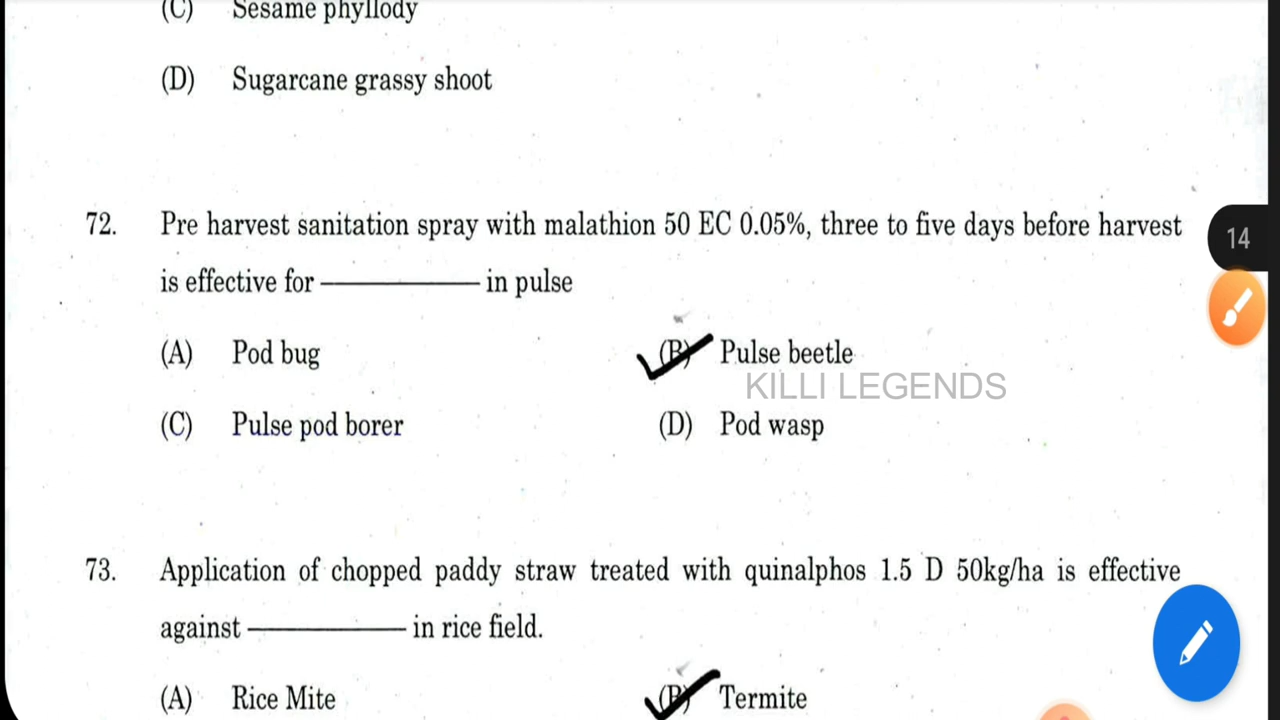 (C) Sesame phyllody
(D) Sugarcane grassy shoot
72. Pre harvest sanitation spray with malathion 50 EC 0.05%, three to five days before harvest
14
is effective for ——— in pulse
(A) Pod bug (B) Pulse beetle
KILLI LEGENDS
(C) Pulse pod borer (D) Pod wasp
73. Application of chopped paddy straw treated with quinalphos 1.5 D 50kg/ha is effective
against ——— in rice field.
(A) Rice Mite (B) Termite